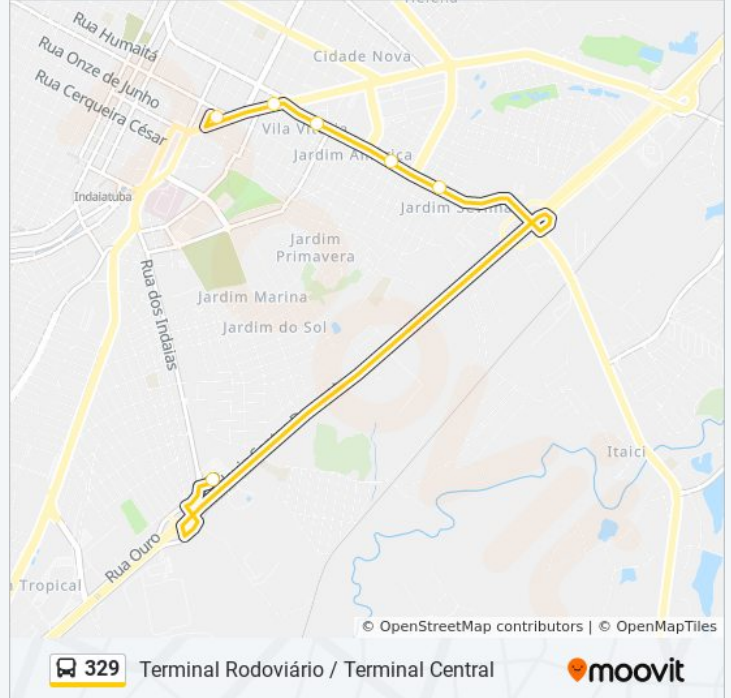 Helena
Rua Humaitá
Cidade Nova
Rua Onze de Junho
Rua Cerqueira César
Vila Vitória
Jardim América
Indaiatuba
Jardim Sevilha
Jardim
Primavera
Rua dos Indaias
Jardim Marina
Jardim do Sol
Itaici
Rua Ouro
Tropical
© OpenStreetMap contributors | © OpenMapTiles
329 Terminal Rodoviário / Terminal Central
moovit